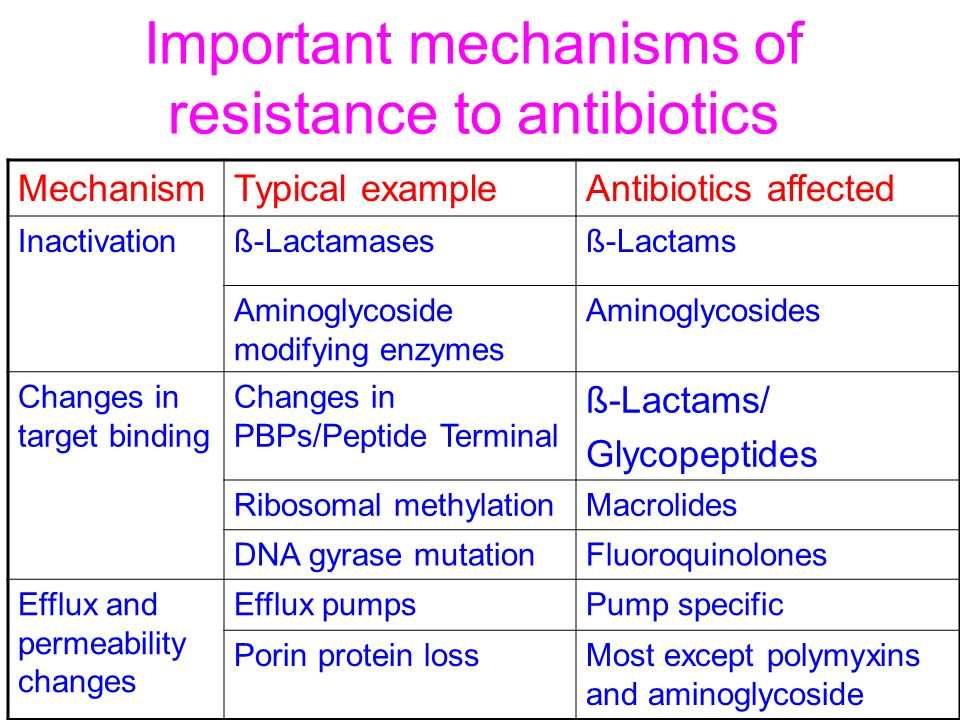 Important mechanisms of
resistance to antibiotics
Mechanism Typical example Antibiotics affected
Inactivation ß-Lactamases ß-Lactams
Aminoglycoside
modifying enzymes
Aminoglycosides
Changes in
target binding
Changes in
PBPs/Peptide Terminal
ß-Lactams/
Glycopeptides
Ribosomal methylation Macrolides
DNA gyrase mutation Fluoroquinolones
Efflux and
permeability
changes
Efflux pumps Pump specific
Porin protein loss
Most except polymyxins
and aminoglycoside